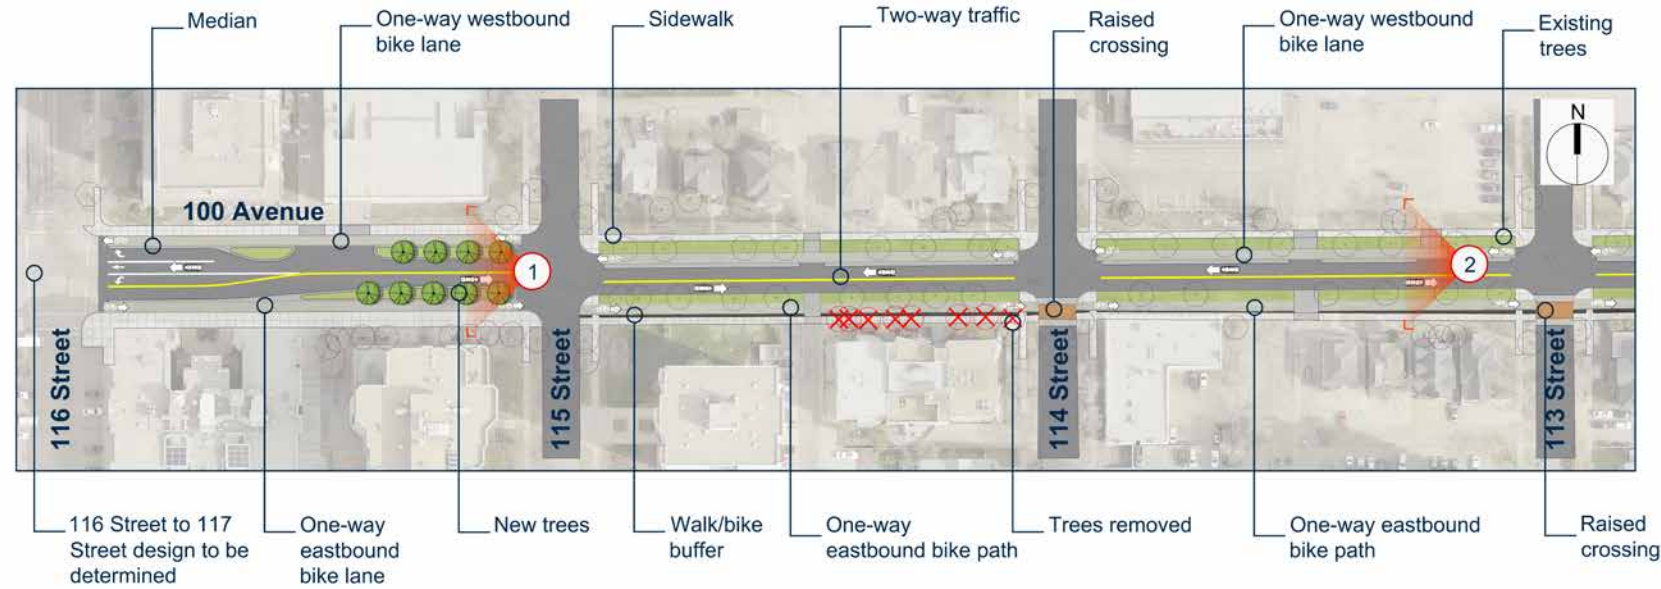 Median
One-way westbound
bike lane
Sidewalk
Two-way traffic
Raised
crossing
One-way westbound
bike lane
Existing
trees
N
100 Avenue
1
2
116 Street
115 Street
114 Street
113 Street
116 Street to 117
Street design to be
determined
One-way
eastbound
bike lane
New trees
Walk/bike
buffer
One-way
eastbound bike path
Trees removed
One-way eastbound
bike path
Raised
crossing